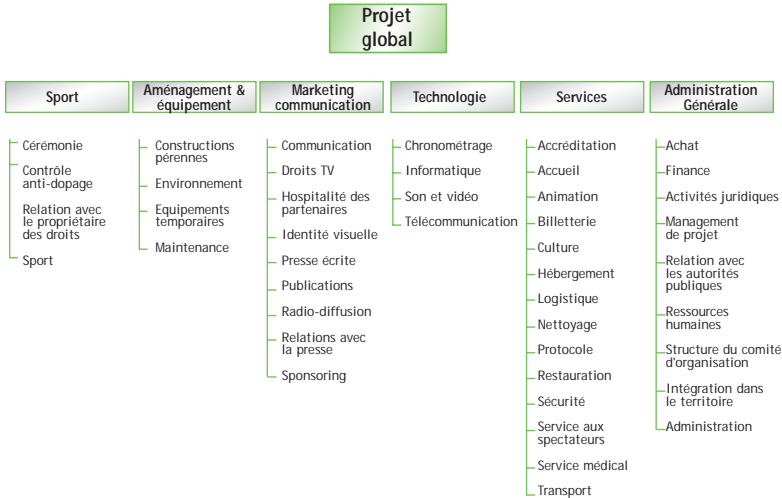 Projet
global
Sport
Cérémonie
Contrôle
anti-dopage
Relation avec
le propriétaire
des droits
Sport
Aménagement &
équipement
Constructions
pérennes
Environnement
Equipements
temporaires
Maintenance
Marketing
communication
Communication
Droits TV
Hospitalité des
partenaires
Identité visuelle
Presse écrite
Publications
Radio-diffusion
Relations avec
la presse
Sponsoring
Technologie
Chronométrage
Informatique
Son et vidéo
Télécommunication
Services
Accréditation
Accueil
Animation
Billetterie
Culture
Hébergement
Logistique
Nettoyage
Protocole
Restauration
Sécurité
Service aux
spectateurs
Service médical
Transport
Administration
Générale
Achat
Finance
Activités juridiques
Management
de projet
Relation avec
les autorités
publiques
Ressources
humaines
Structure du comité
d'organisation
Intégration dans
le territoire
Administration